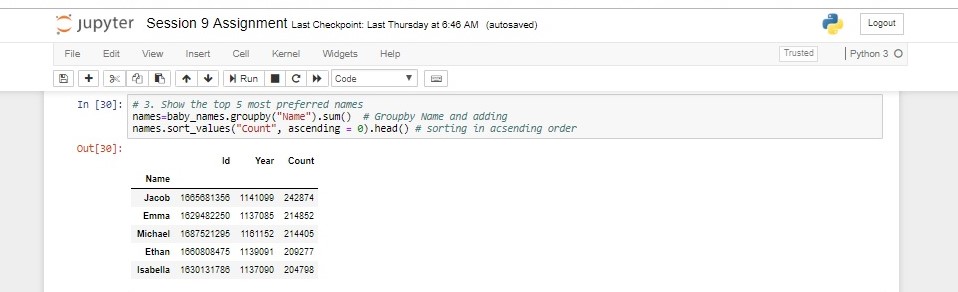 jupyter Session 9 Assignment Last Checkpoint: Last Thursday at 6:46 AM (autosaved) Logout
File Edit View Insert Cell Kernel Widgets Help Trusted Python 3
Run Code
In [30]: # 3. Show the top 5 most preferred names
names=baby_names.groupby("Name").sum() # Groupby Name and adding
names.sort_values("Count", ascending = 0).head() # sorting in acsending order
Out[30]:
Id Year Count
Name
Jacob 1665681356 1141099 242874
Emma 1629482250 1137085 214852
Michael 1687521295 1161152 214405
Ethan 1660808475 1139091 209277
Isabella 1630131786 1137090 204798